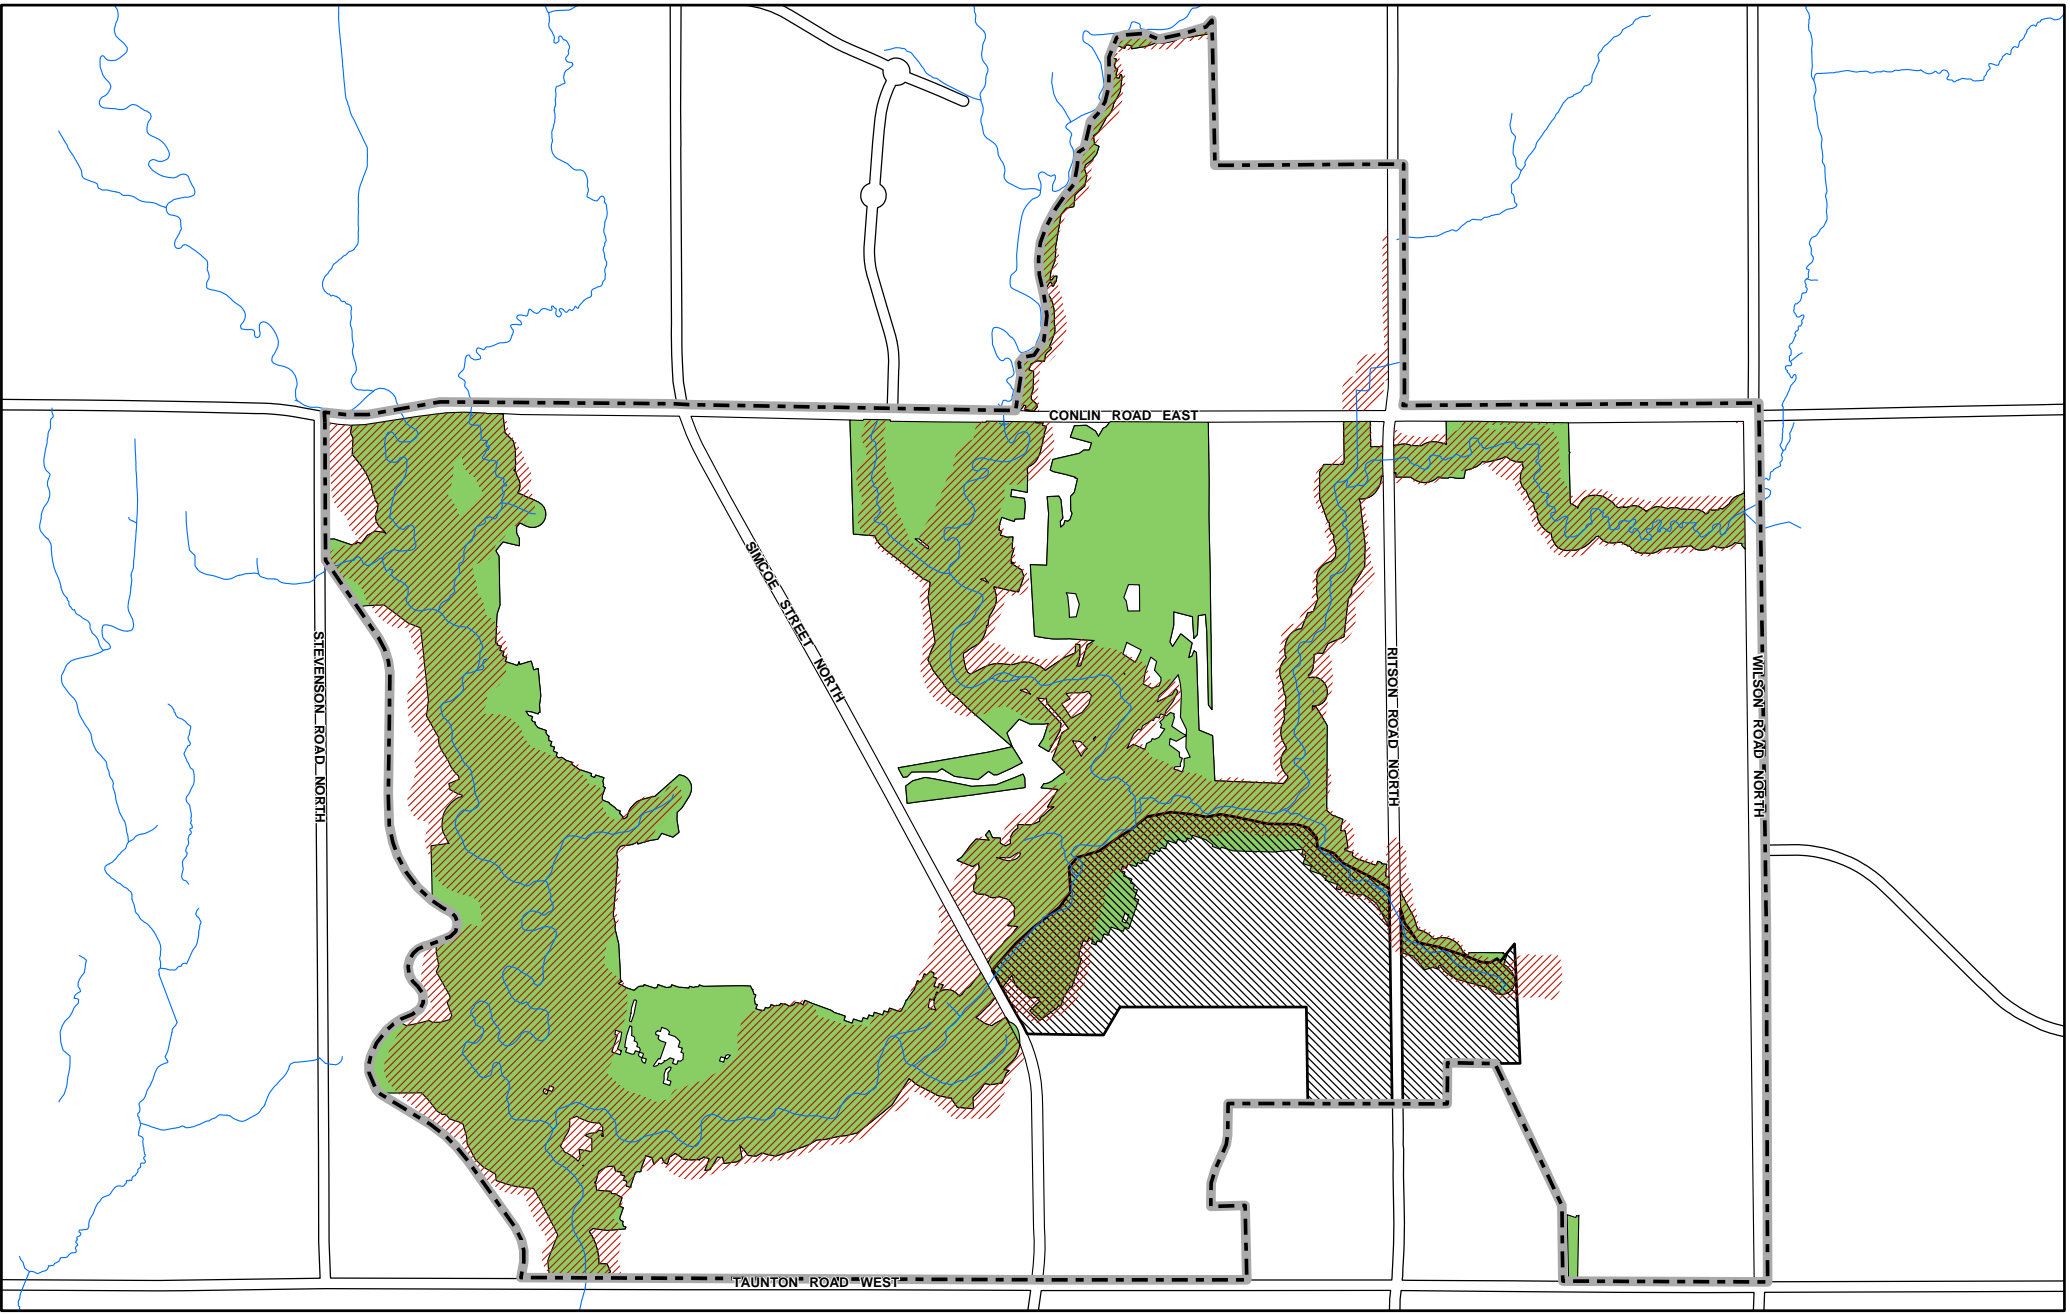 CONLIN ROAD EAST
SIMCOE STREET NORTH
STEVENSON ROAD NORTH
RITSON ROAD NORTH
WILSON ROAD NORTH
TAUNTON ROAD WEST